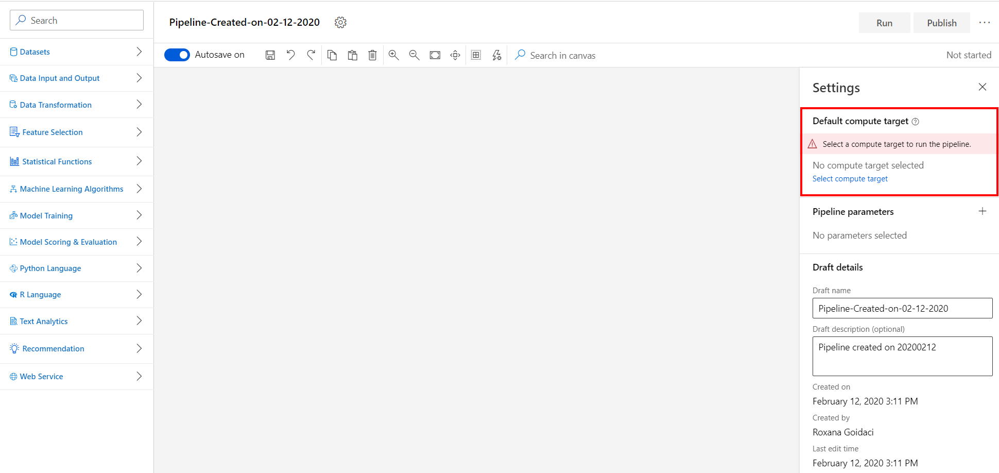 Search
Pipeline-Created-on-02-12-2020
Run
Publish
Autosave on
Search in canvas
Not started
Datasets
Data Input and Output
Data Transformation
Feature Selection
Statistical Functions
Machine Learning Algorithms
Model Training
Model Scoring & Evaluation
Python Language
R Language
Text Analytics
Recommendation
Web Service
Settings
Default compute target
Select a compute target to run the pipeline.
No compute target selected
Select compute target
Pipeline parameters
No parameters selected
Draft details
Draft name
Pipeline-Created-on-02-12-2020
Draft description (optional)
Pipeline created on 20200212
Created on
February 12, 2020 3:11 PM
Created by
Roxana Goidaci
Last edit time
February 12, 2020 3:11 PM